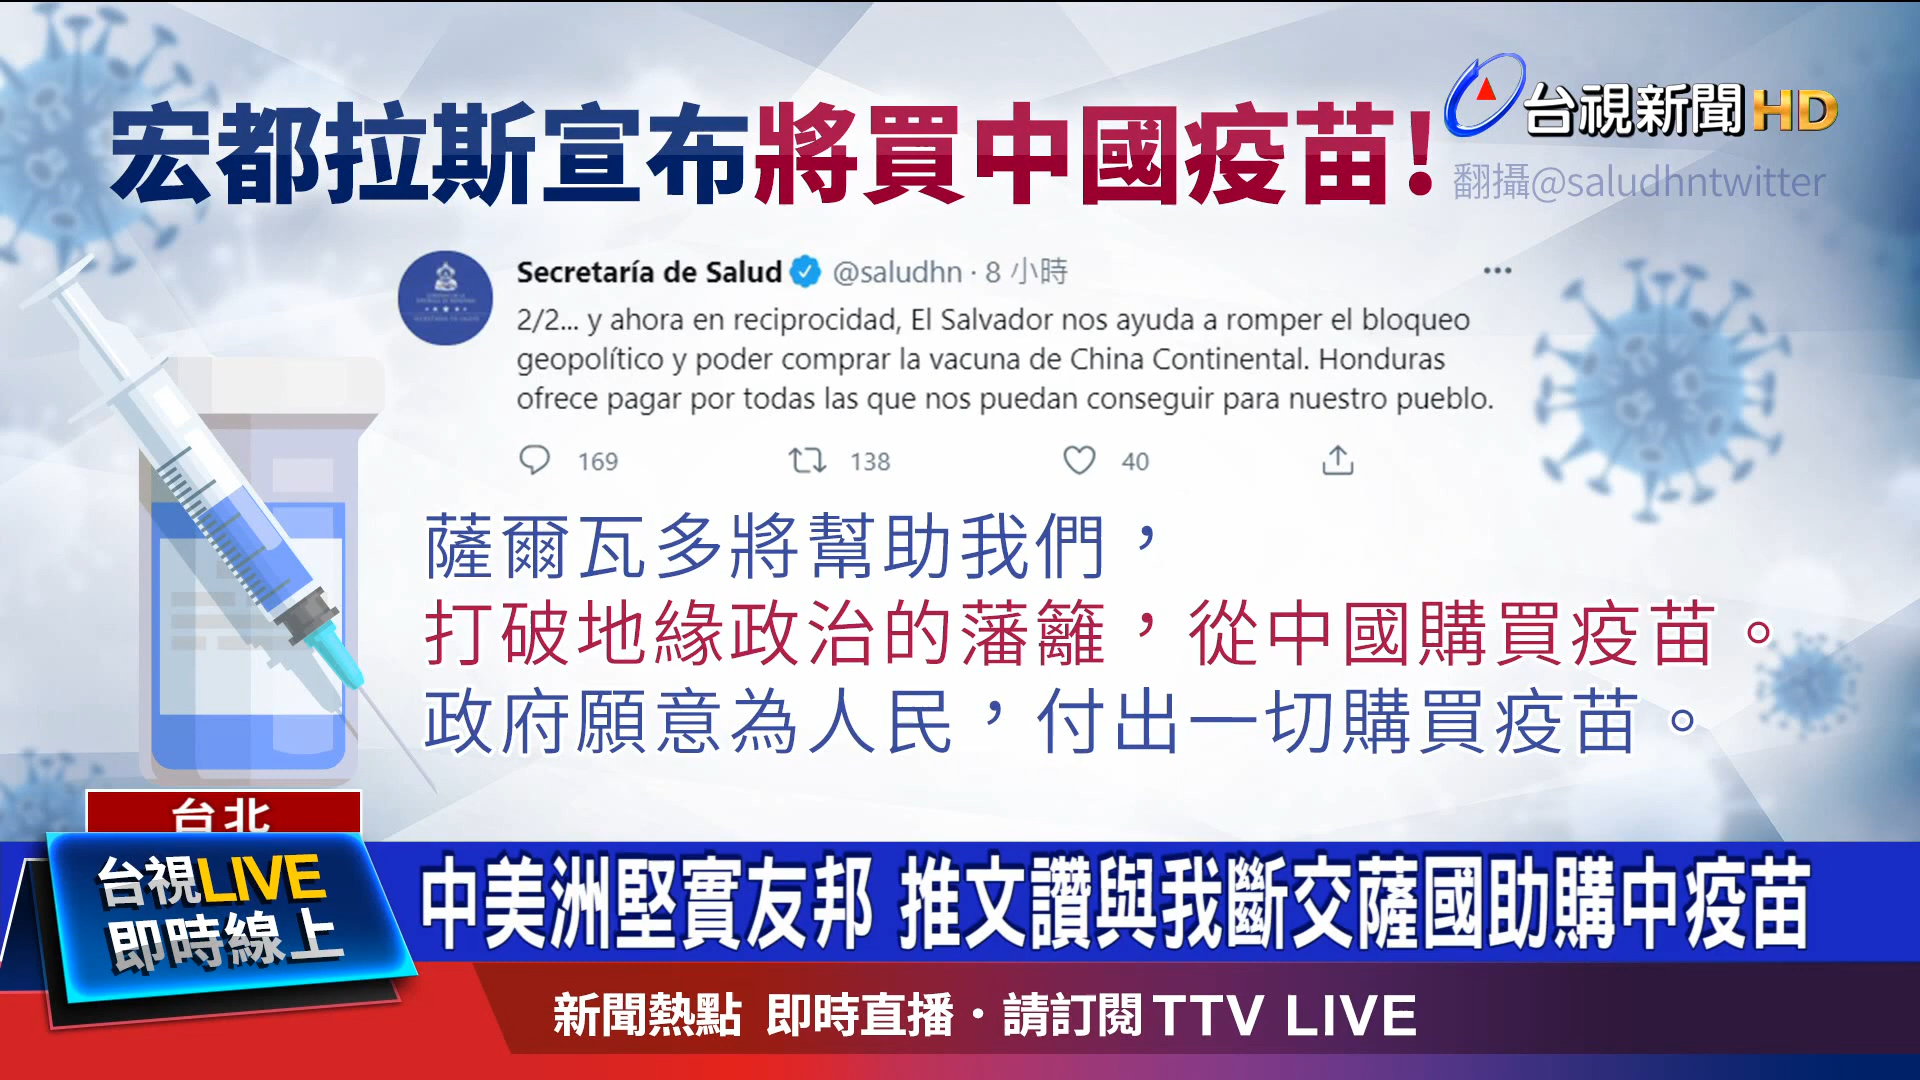 宏都拉斯宣布將買中國疫苗!
台視新聞HD
翻攝@saludhntwitter
Secretaría de Salud @saludhn · 8 小時
2/2... y ahora en reciprocidad, El Salvador nos ayuda a romper el bloqueo
geopolítico y poder comprar la vacuna de China Continental. Honduras
ofrece pagar por todas las que nos puedan conseguir para nuestro pueblo.
169 138 40
薩爾瓦多將幫助我們，
打破地緣政治的藩籬，從中國購買疫苗。
政府願意為人民，付出一切購買疫苗。
台北
台視LIVE
即時線上
中美洲堅實友邦 推文讚與我斷交薩國助購中疫苗
新聞熱點 即時直播·請訂閱TTV LIVE